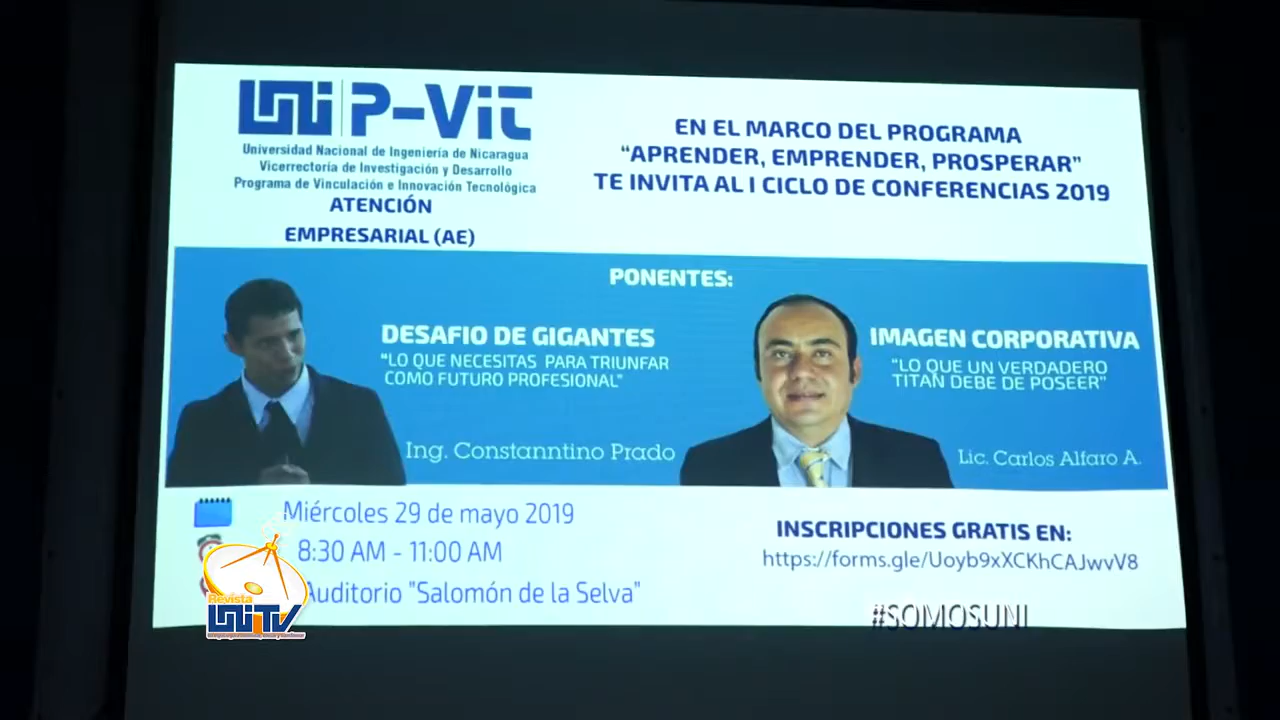 UNI P-ViT
Universidad Nacional de Ingeniería de Nicaragua
Vicerrectoría de Investigación y Desarrollo
Programa de Vinculación e Innovación Tecnológica
ATENCIÓN
EMPRESARIAL (AE)
EN EL MARCO DEL PROGRAMA
“APRENDER, EMPRENDER, PROSPERAR”
TE INVITA AL I CICLO DE CONFERENCIAS 2019
PONENTES:
DESAFIO DE GIGANTES
“LO QUE NECESITAS PARA TRIUNFAR
COMO FUTURO PROFESIONAL”
Ing. Constanntino Prado
IMAGEN CORPORATIVA
“LO QUE UN VERDADERO
TITAN DEBE DE POSEER”
Lic. Carlos Alfaro A.
Miércoles 29 de mayo 2019
8:30 AM - 11:00 AM
Auditorio "Salomón de la Selva"
INSCRIPCIONES GRATIS EN:
https://forms.gle/Uoyb9xXCKhCAJwvV8
#SOMOSUNI
Revista
UNiTV